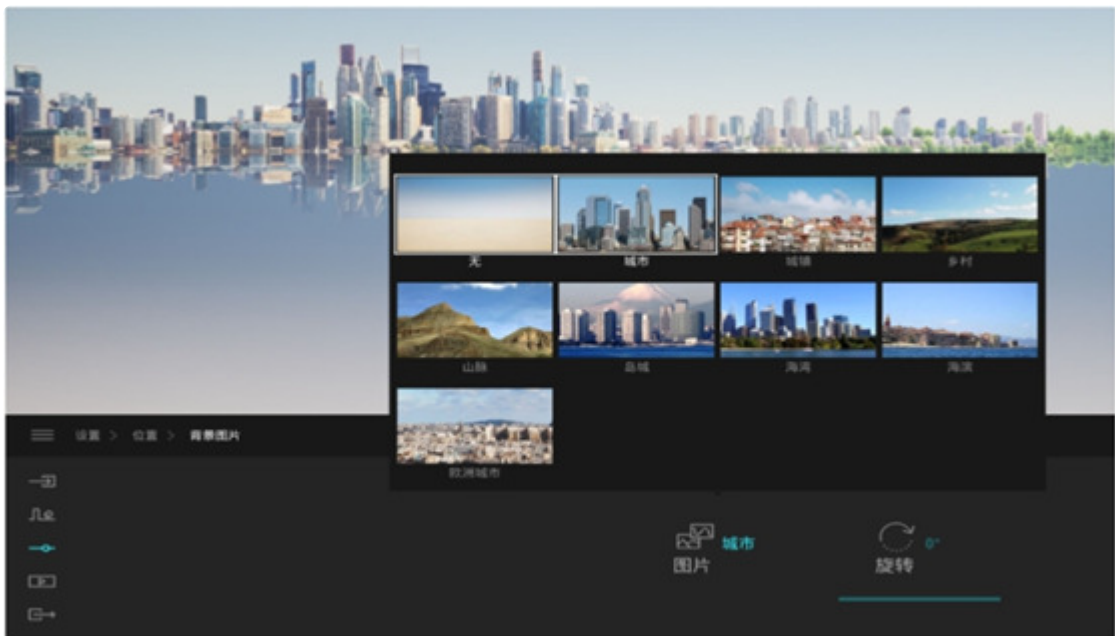 无 城市 城镇 乡村
山脉 岛城 海湾 海滨
欧洲城市
设置 > 位置 > 背景图片
城市 0°
图片 旋转